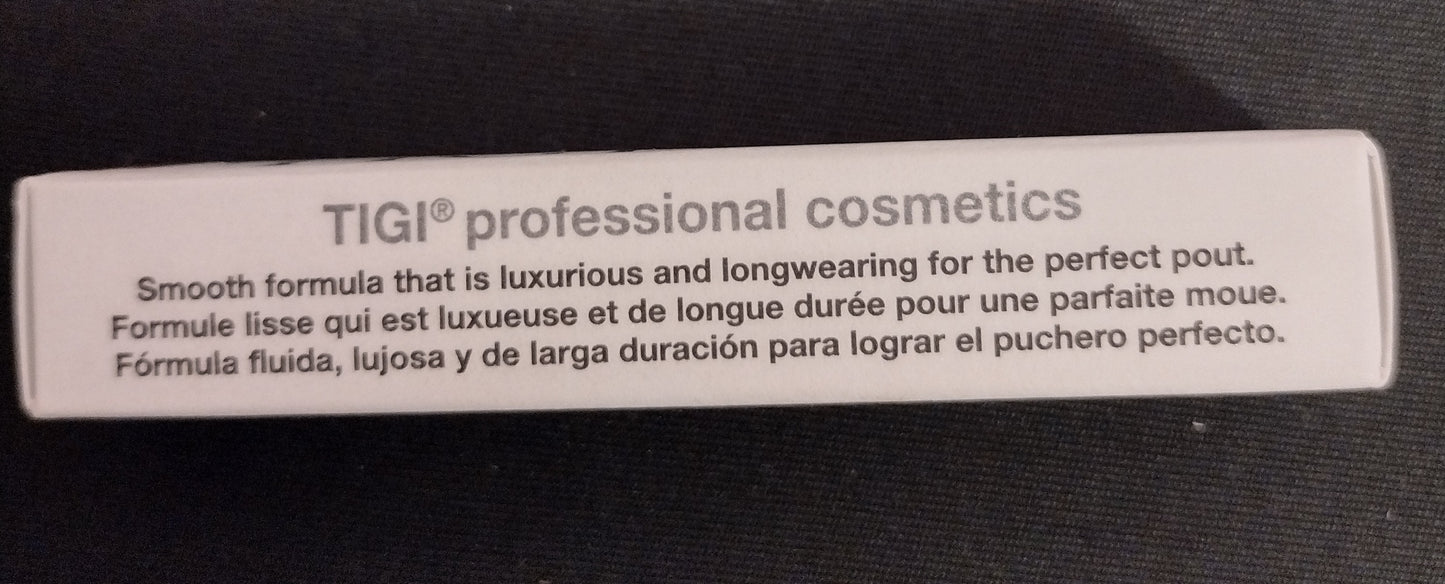 TIGI® professional cosmetics
Smooth formula that is luxurious and longwearing for the perfect pout.
Formule lisse qui est luxueuse et de longue durée pour une parfaite moue.
Fórmula fluida, lujosa y de larga duración para lograr el puchero perfecto.